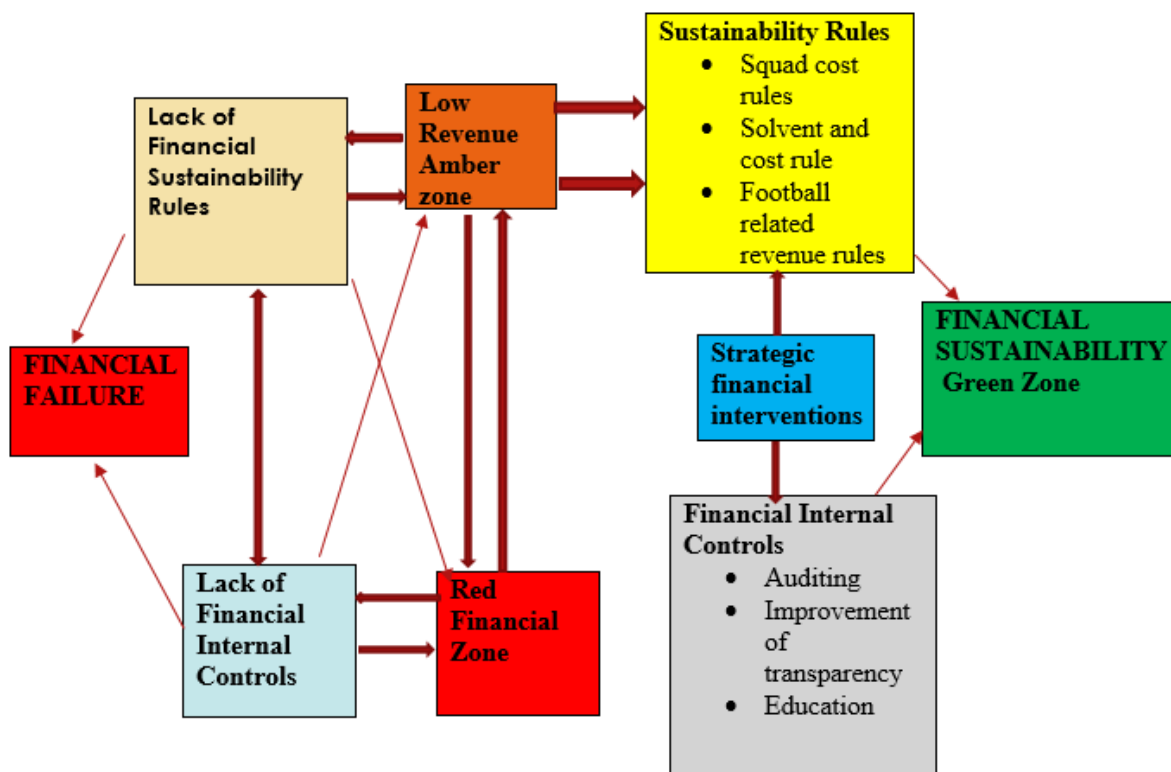 Sustainability Rules
• Squad cost
rules
• Solvent and
cost rule
• Football
related
revenue rules
Low
Revenue
Amber
zone
Lack of
Financial
Sustainability
Rules
FINANCIAL
SUSTAINABILITY
Green Zone
FINANCIAL
FAILURE
Strategic
financial
interventions
Financial Internal
Controls
• Auditing
• Improvement
of
transparency
• Education
Lack of
Financial
Internal
Controls
Red
Financial
Zone